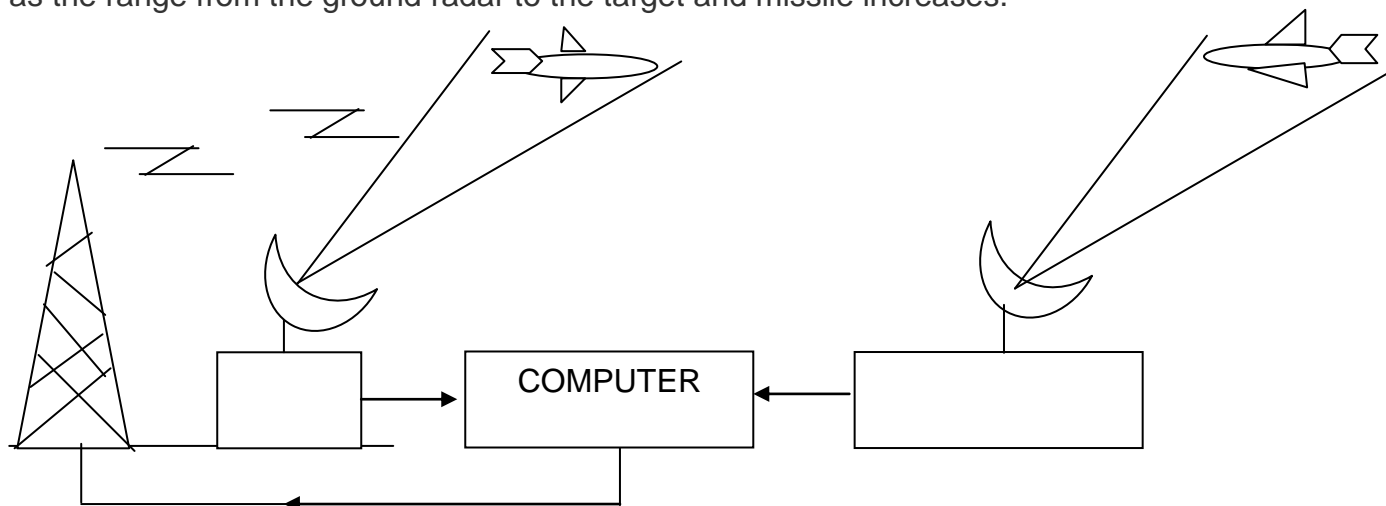 as the range from the ground radar to the target and missile increases.
COMPUTER